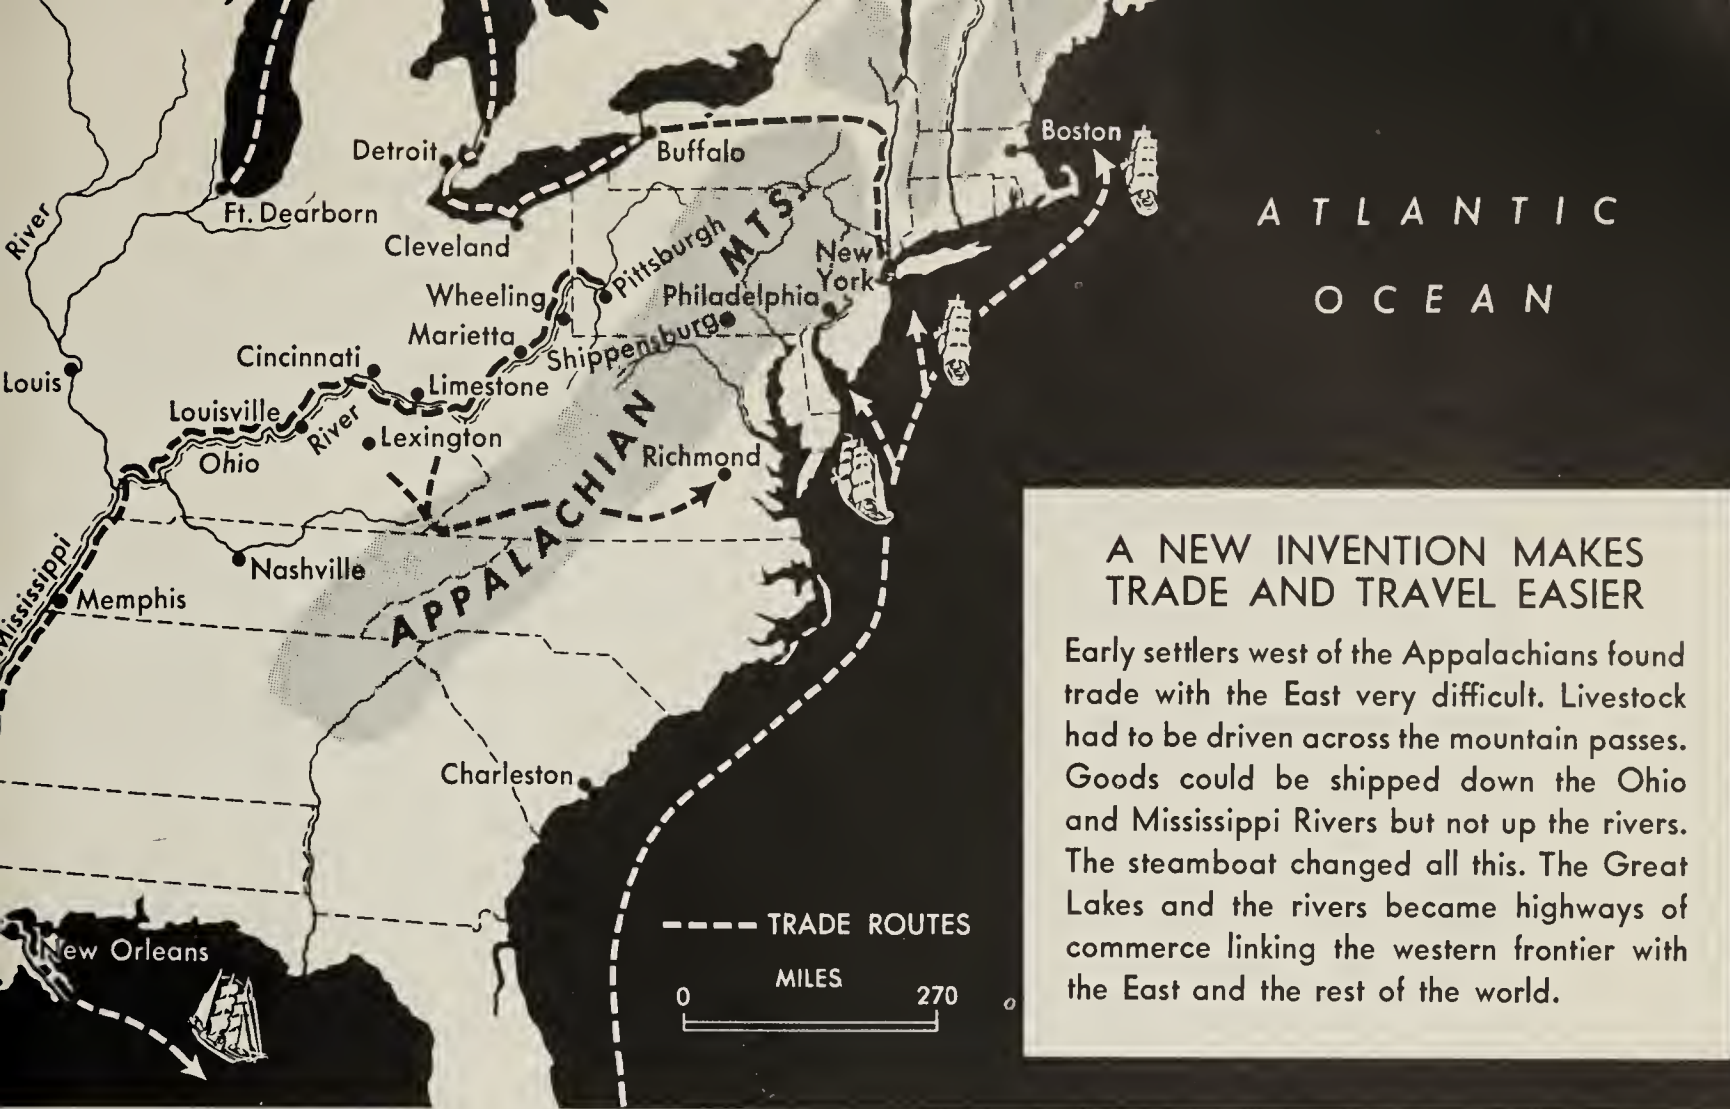 Boston
Detroit
Buffalo
ATLANTIC
OCEAN
River
Ft. Dearborn
Cleveland
Pittsburgh
MTS.
New
York
Wheeling
Philadelphia
Marietta
Shippensburg
Cincinnati
Louis
Limestone
Louisville
River
Lexington
Ohio
Richmond
APPALACHIAN
Nashville
Mississippi
Memphis
Charleston
New Orleans
TRADE ROUTES
MILES
0 270
A NEW INVENTION MAKES
TRADE AND TRAVEL EASIER
Early settlers west of the Appalachians found
trade with the East very difficult. Livestock
had to be driven across the mountain passes.
Goods could be shipped down the Ohio
and Mississippi Rivers but not up the rivers.
The steamboat changed all this. The Great
Lakes and the rivers became highways of
commerce linking the western frontier with
the East and the rest of the world.